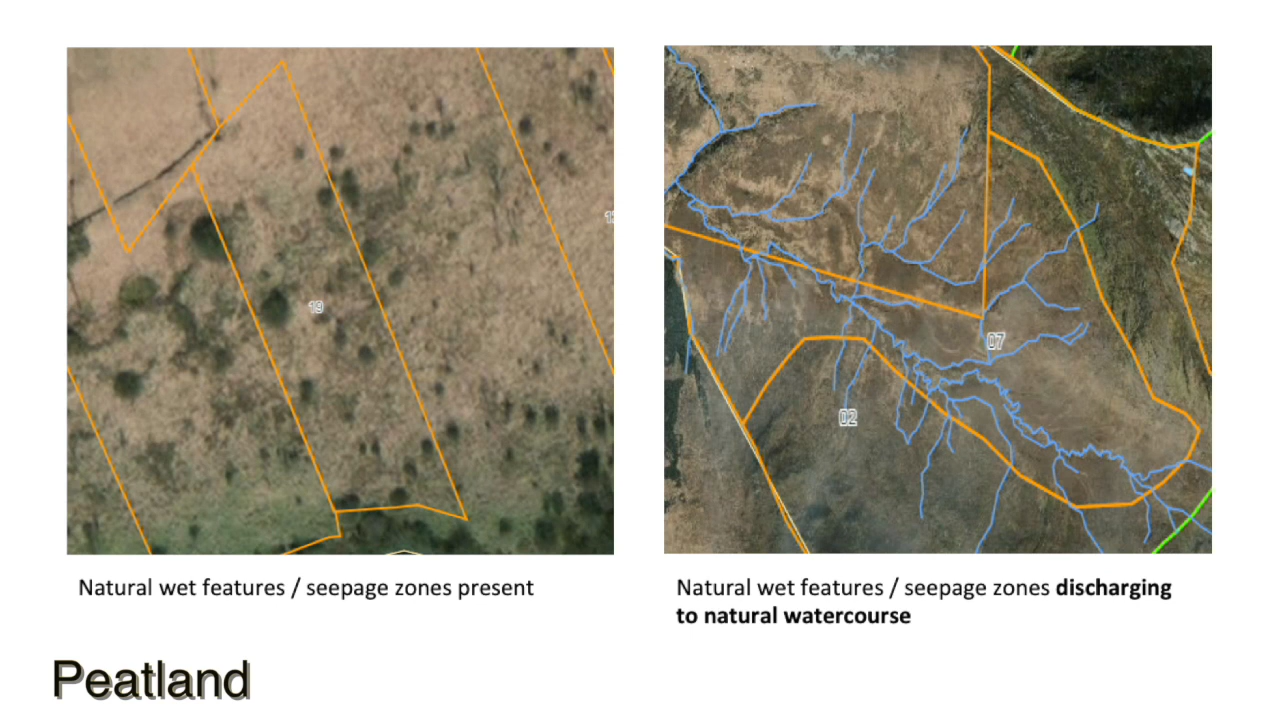 19
07
02
Natural wet features / seepage zones present
Natural wet features / seepage zones discharging
to natural watercourse
Peatland